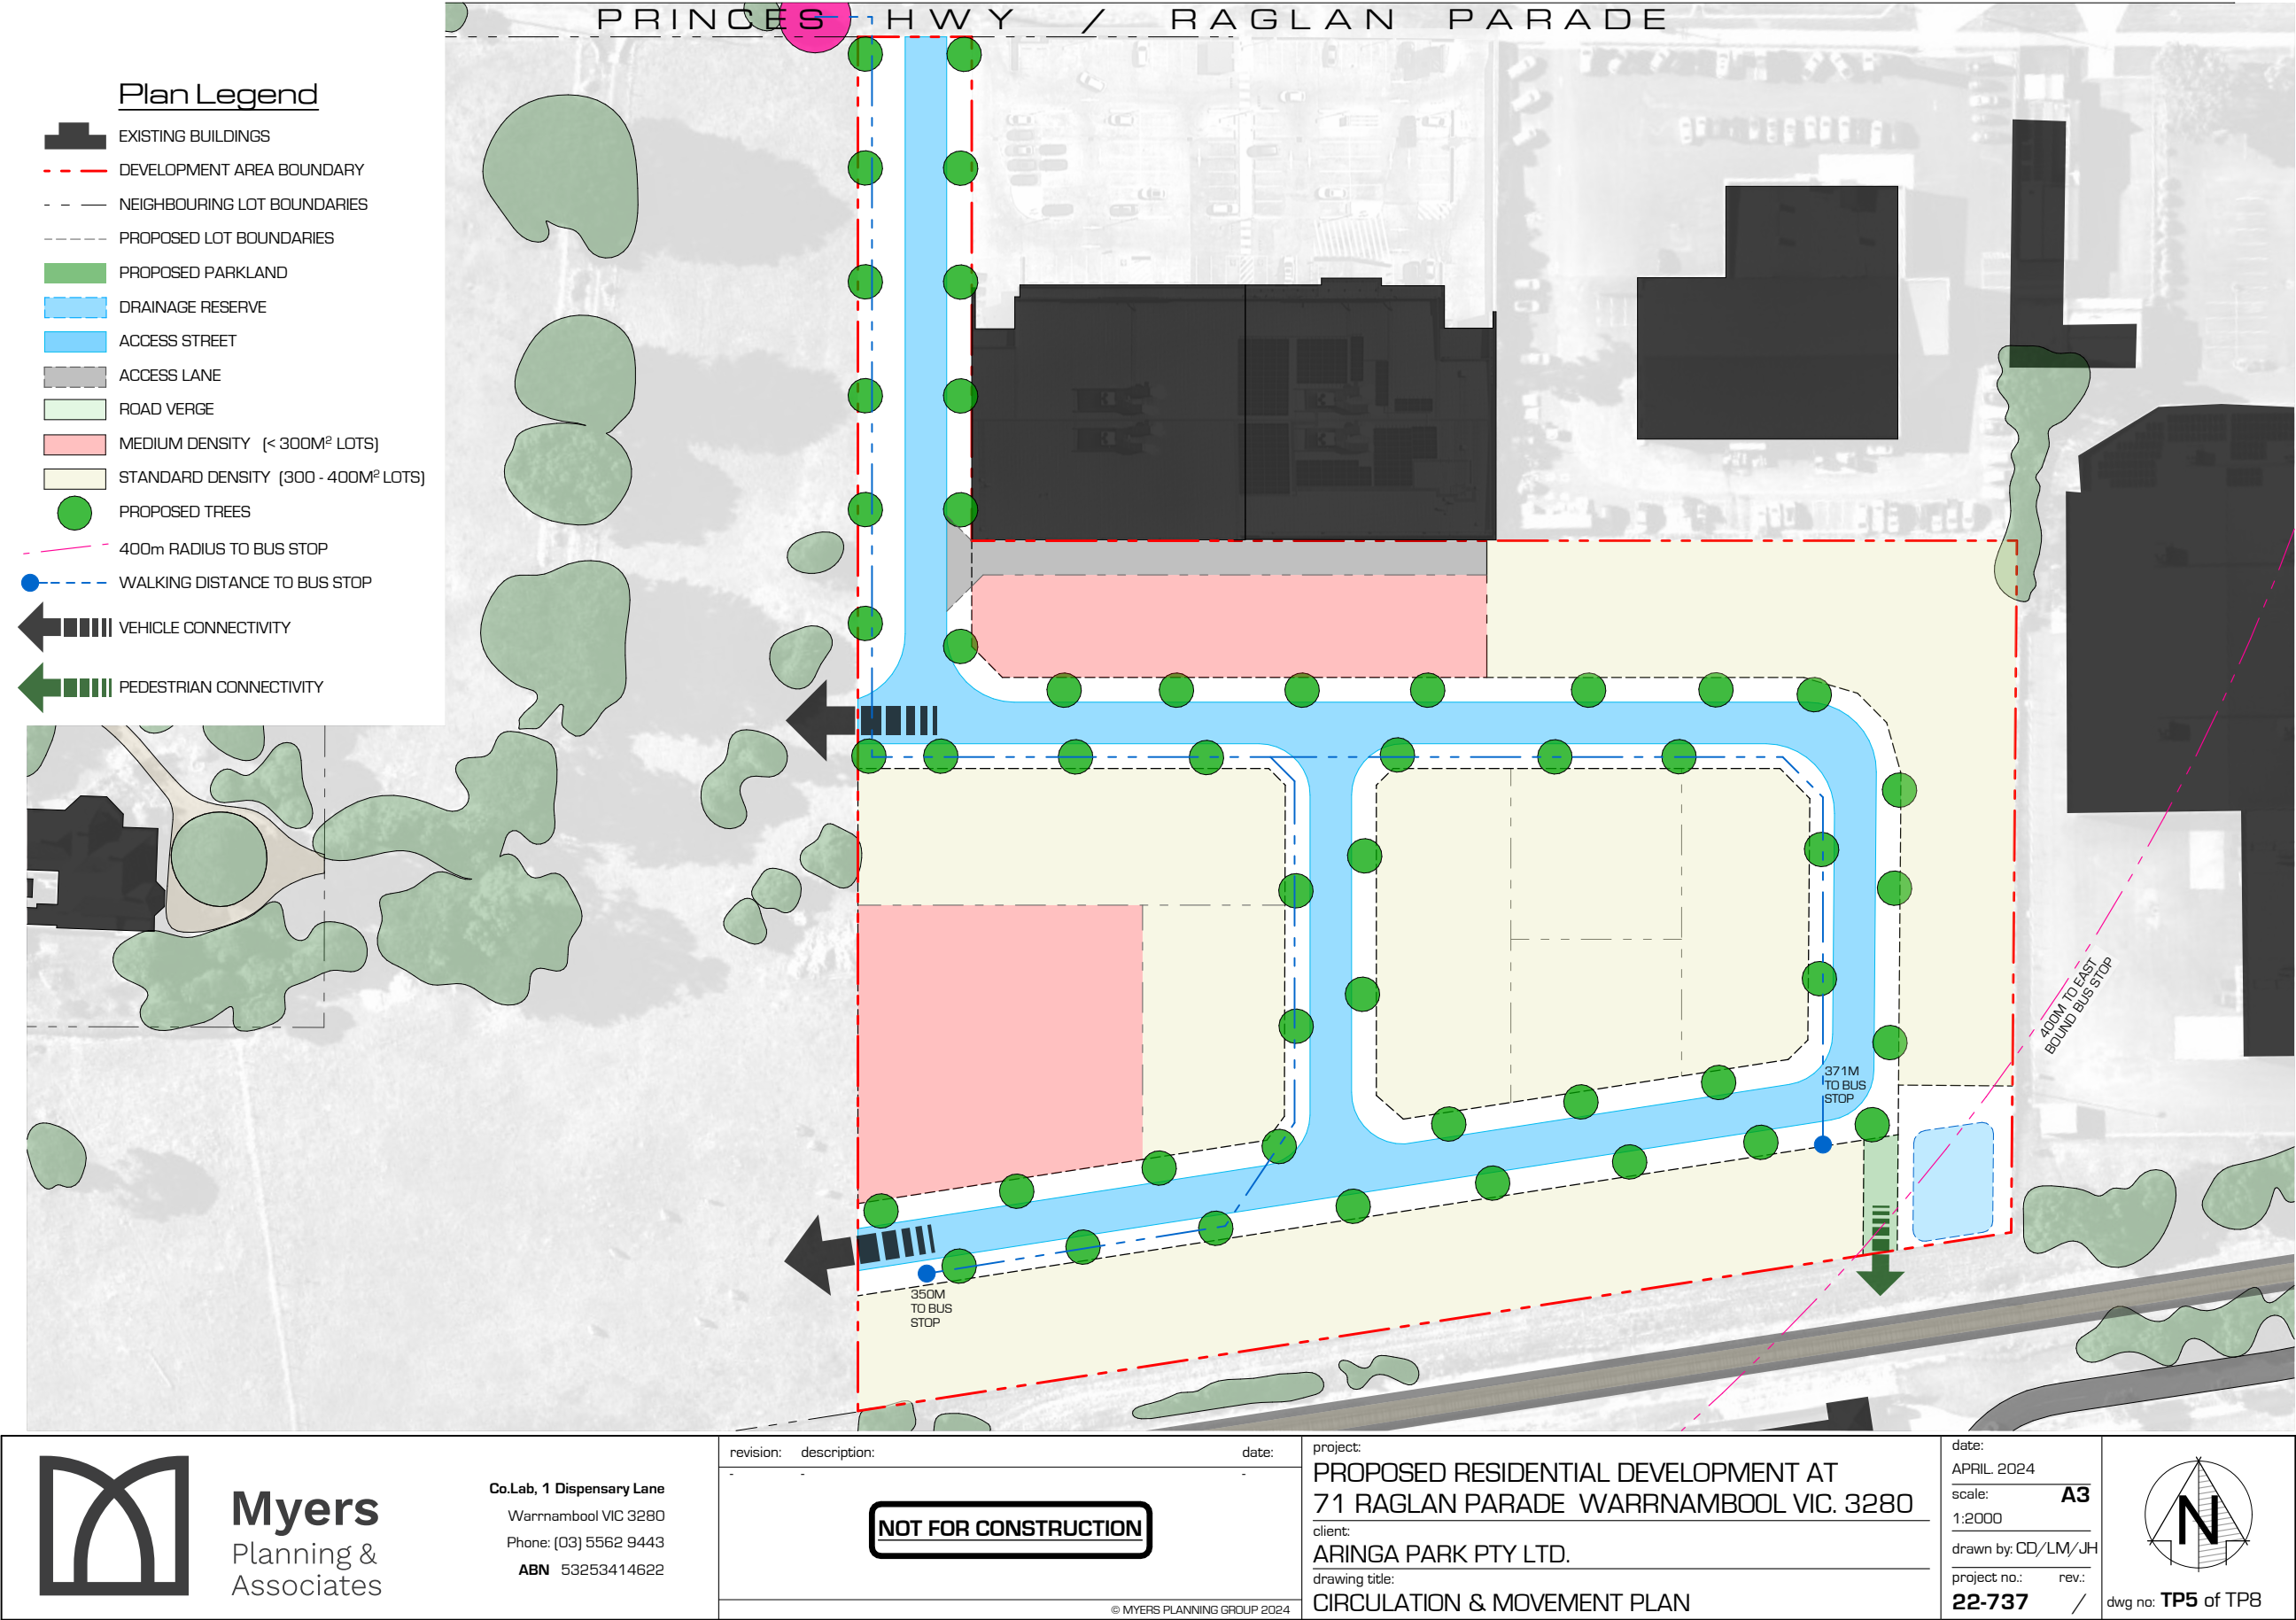 PRINCES HWY / RAGLAN PARADE
Plan Legend
EXISTING BUILDINGS
DEVELOPMENT AREA BOUNDARY
NEIGHBOURING LOT BOUNDARIES
PROPOSED LOT BOUNDARIES
PROPOSED PARKLAND
DRAINAGE RESERVE
ACCESS STREET
ACCESS LANE
ROAD VERGE
MEDIUM DENSITY (< 300M² LOTS)
STANDARD DENSITY (300 - 400M² LOTS)
PROPOSED TREES
400m RADIUS TO BUS STOP
WALKING DISTANCE TO BUS STOP
VEHICLE CONNECTIVITY
PEDESTRIAN CONNECTIVITY
400M TO EAST
BOUND BUS STOP
371M
TO BUS
STOP
350M
TO BUS
STOP
Myers
Planning &
Associates
Co.Lab, 1 Dispensary Lane
Warrnambool VIC 3280
Phone: (03) 5562 9443
ABN 53253414622
revision: description: date:
- - -
NOT FOR CONSTRUCTION
© MYERS PLANNING GROUP 2024
project:
PROPOSED RESIDENTIAL DEVELOPMENT AT
71 RAGLAN PARADE WARRNAMBOOL VIC. 3280
client:
ARINGA PARK PTY LTD.
drawing title:
CIRCULATION & MOVEMENT PLAN
date:
APRIL. 2024
scale: A3
1:2000
drawn by: CD/LM/JH
project no.: rev.:
22-737 /
N
dwg no: TP5 of TP8